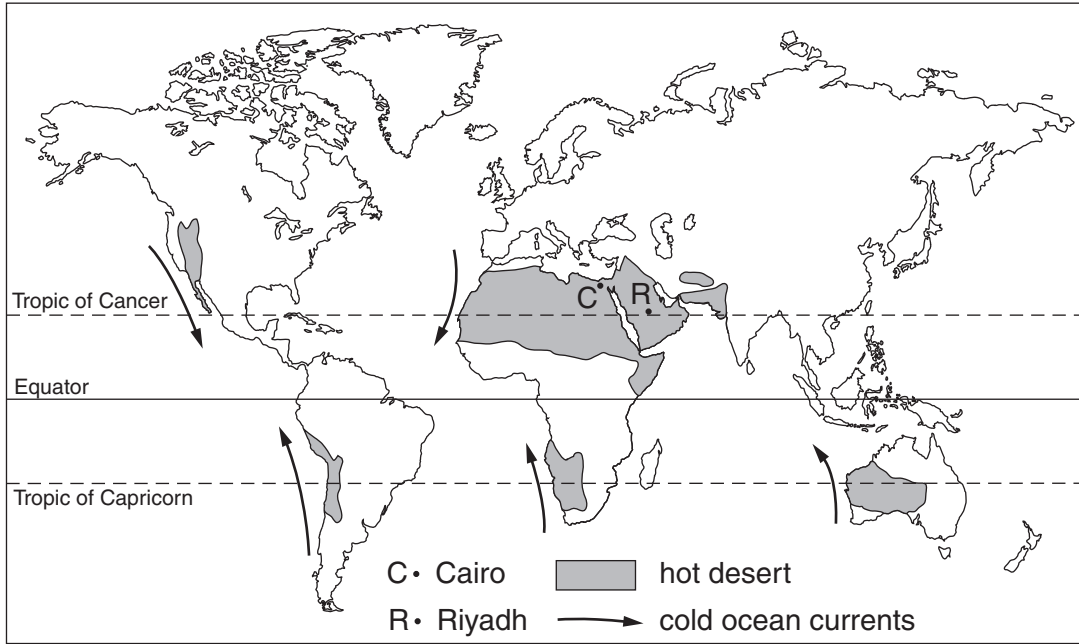 Tropic of Cancer
C
R
Equator
Tropic of Capricorn
C • Cairo
hot desert
R • Riyadh
cold ocean currents